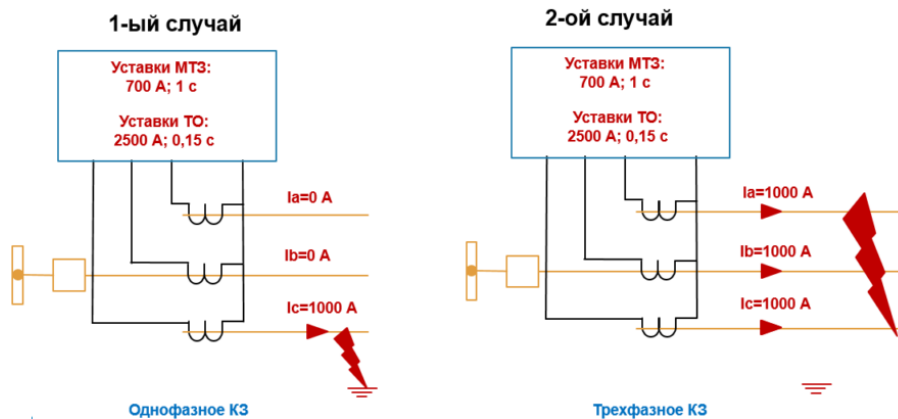 1-ый случай
Уставки МТЗ:
700 А; 1 с
Уставки ТО:
2500 А; 0,15 с
Ia=0 А
Ib=0 А
Ic=1000 А
Однофазное КЗ
2-ой случай
Уставки МТЗ:
700 А; 1 с
Уставки ТО:
2500 А; 0,15 с
Ia=1000 А
Ib=1000 А
Ic=1000 А
Трехфазное КЗ